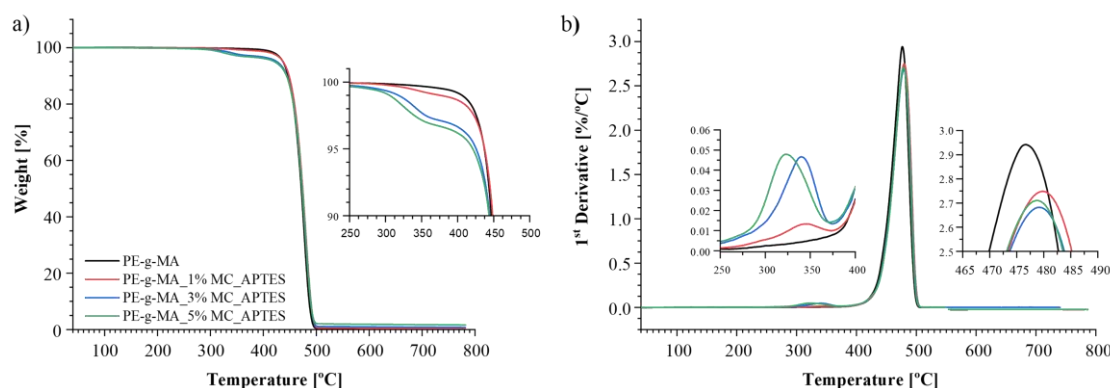 a)
100
80
60
40
20
0
Weight [%]
100
95
90
250 300 350 400 450 500
PE-g-MA
PE-g-MA_1% MC_APTES
PE-g-MA_3% MC_APTES
PE-g-MA_5% MC_APTES
100 200 300 400 500 600 700 800
Temperature [ºC]
b)
3.0
2.5
2.0
1.5
1.0
0.5
0.0
1st Derivative [%/ºC]
0.06
0.05
0.04
0.03
0.02
0.01
0.00
250 300 350 400
3.0
2.9
2.8
2.7
2.6
2.5
465 470 475 480 485 490
100 200 300 400 500 600 700 800
Temperature [ºC]